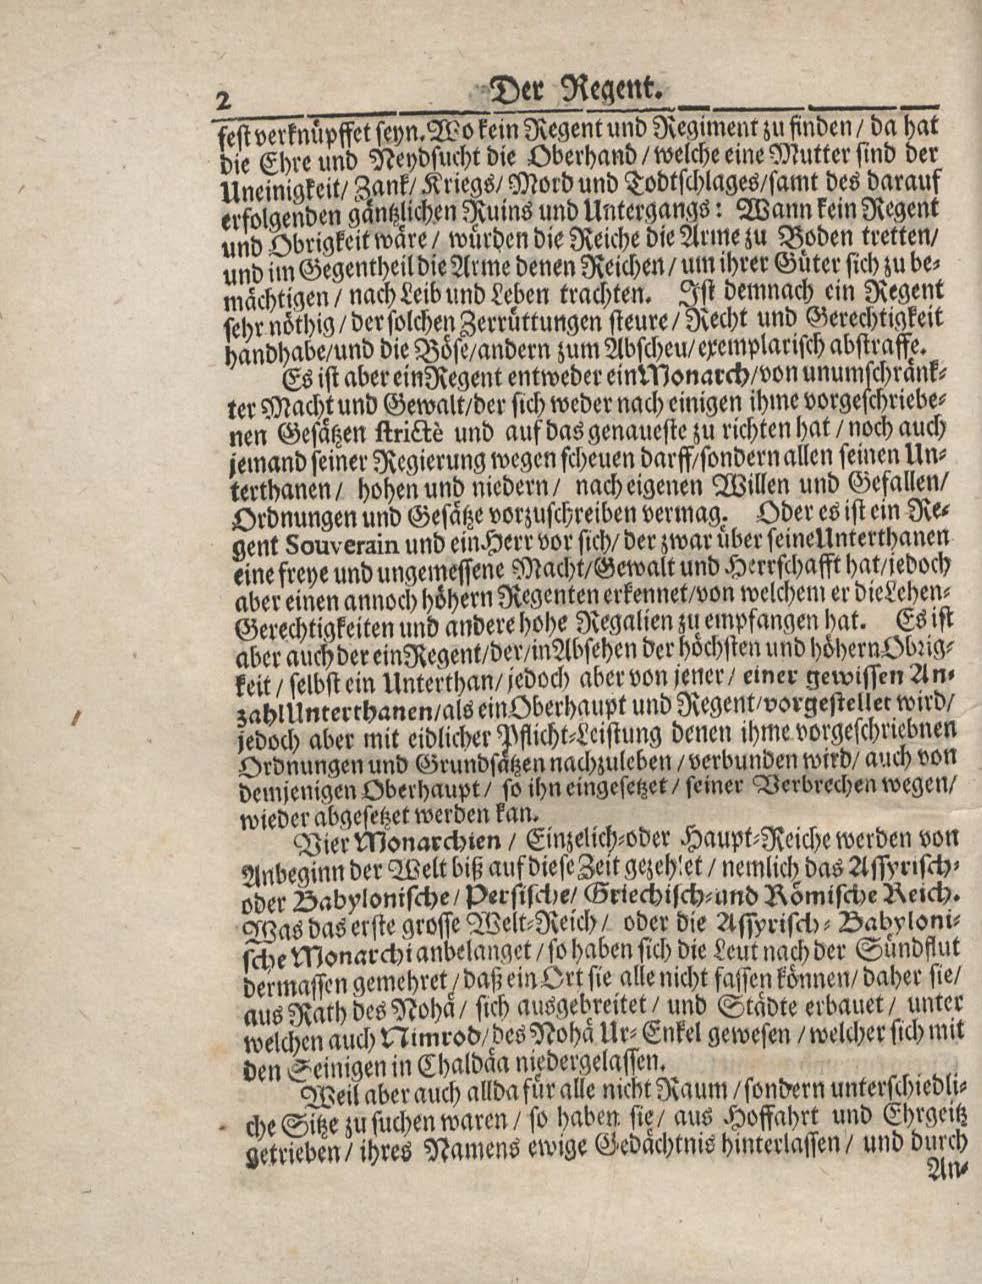 2
Der Regent.
fest verknüpffet seyn. Wo kein Regent und Regiment zu finden / da hat
die Ehre und Neydsucht die Oberhand / welche eine Mutter sind der
Uneinigkeit / Zank / Kriegs / Mord und Todtschlages / samt des darauf
erfolgenden gäntzlichen Ruins und Untergangs: Wann kein Regent
und Obrigkeit wäre / würden die Reiche die Arme zu Boden tretten /
und im Gegentheil die Arme denen Reichen / um ihrer Güter sich zu be-
mächtigen / nach Leib und Leben trachten. Ist demnach ein Regent
sehr nöthig / der solchen Zerrüttungen steure / Recht und Gerechtigkeit
handhabe / und die Böse / andern zum Abscheu / exemplarisch abstraffe.
Es ist aber ein Regent entweder ein Monarch / von unumschränk-
ter Macht und Gewalt / der sich weder nach einigen ihme vorgeschriebe-
nen Gesätzen strictè und auf das genaueste zu richten hat / noch auch
jemand seiner Regierung wegen scheuen darff / sondern allen seinen Un-
terthanen / hohen und niedern / nach eigenen Willen und Gefallen /
Ordnungen und Gesätze vorzuschreiben vermag. Oder es ist ein Re-
gent Souverain und ein Herr vor sich / der zwar über seine Unterthanen
eine freye und ungemessene Macht / Gewalt und Herrschafft hat / jedoch
aber einen annoch höhern Regenten erkennet / von welchem er die Lehen-
Gerechtigkeiten und andere hohe Regalien zu empfangen hat. Es ist
aber auch der ein Regent / der / in Absehen der höchsten und höhern Obrig-
keit / selbst ein Unterthan / jedoch aber von jener / einer gewissen An-
zahl Unterthanen / als ein Oberhaupt und Regent / vorgestellet wird /
jedoch aber mit eidlicher Pflicht-Leistung denen ihme vorgeschriebnen
Ordnungen und Grundsätzen nachzuleben / verbunden wird / auch von
demjenigen Oberhaupt / so ihn eingesetzet / seiner Verbrechen wegen /
wieder abgesetzet werden kan.
Vier Monarchien / Einzelich-oder Haupt-Reiche werden von
Anbeginn der Welt biß auf diese Zeit gezehlet / nemlich das Assyrisch-
oder Babylonische / Persische / Griechisch-und Römische Reich.
Was das erste grosse Welt-Reich / oder die Assyrisch-Babyloni-
sche Monarchi anbelanget / so haben sich die Leut nach der Sündflut
dermassen gemehret / daß ein Ort sie alle nicht fassen können / daher sie /
aus Rath des Nohä / sich ausgebreitet / und Städte erbauet / unter
welchen auch Nimrod / des Nohä Ur-Enkel gewesen / welcher sich mit
den Seinigen in Chaldäa niedergelassen.
Weil aber auch allda für alle nicht Raum / sondern unterschiedli-
che Sitze zu suchen waren / so haben sie / aus Hoffahrt und Ehrgeitz
getrieben / ihres Namens ewige Gedächtnis hinterlassen / und durch
An-